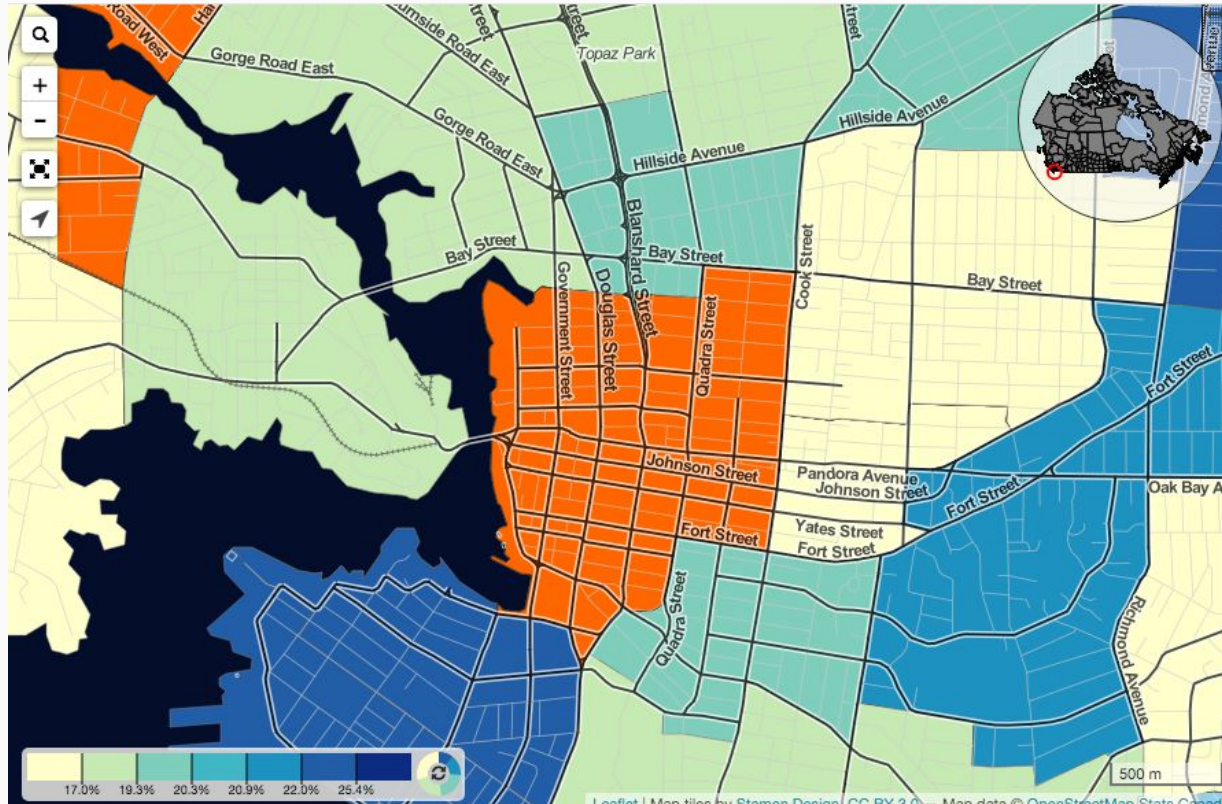 Road West
Gorge Road East
Burnside Road East
Street
Topaz Park
Gorge Road East
Hillside Avenue
Hillside Avenue
Bay Street
Blanshard Street
Bay Street
Cook Street
Bay Street
Government Street
Douglas Street
Quadra Street
Fort Street
Johnson Street
Pandora Avenue
Johnson Street
Fort Street
Oak Bay A
Yates Street
Fort Street
Fort Street
Quadra Street
Richmond Avenue
+
−
17.0%
19.3%
20.3%
20.9%
22.0%
25.4%
500 m
Leaflet | Map tiles by Stamen Design, CC BY 3.0 — Map data © OpenStreetMap Stats Canada